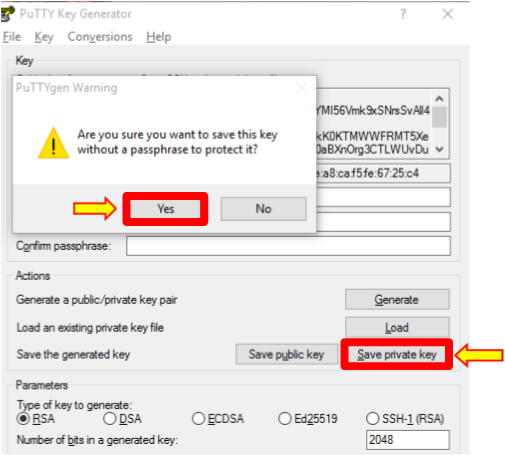 PuTTY Key Generator ?
File Key Conversions Help
Key
PuTTYgen Warning
Are you sure you want to save this key
without a passphrase to protect it?
Yes No
YMI56Vmk9xSNrsSvAll4
kK0KTMWWFRMT5Xe
0aBXnOrg3CTLWUvDu
e:a8:ca:f5:fe:67:25:c4
Confirm passphrase:
Actions
Generate a public/private key pair Generate
Load an existing private key file Load
Save the generated key Save public key Save private key
Parameters
Type of key to generate:
RSA DSA ECDSA Ed25519 SSH-1 (RSA)
Number of bits in a generated key: 2048